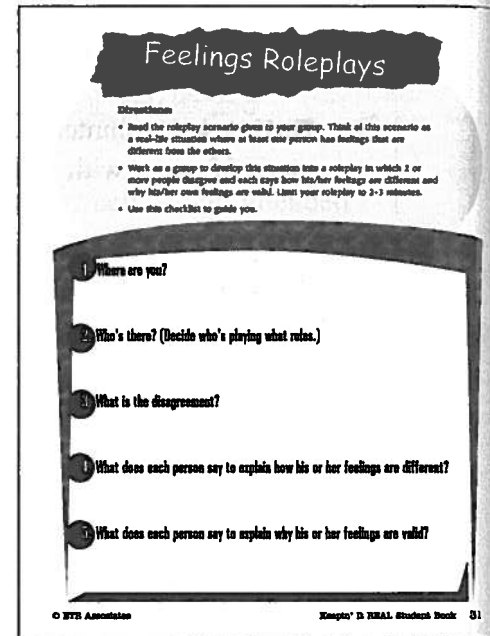 Feelings Roleplays
Directions:
• Read the roleplay scenario given to your group. Think of this scenario as
a real-life situation where at least one person has feelings that are
different from the others.
• Work as a group to develop this situation into a roleplay in which 2 or
more people disagree and each says how his/her feelings are different and
why his/her own feelings are valid. Limit your roleplay to 2-3 minutes.
• Use this checklist to guide you.
1 Where are you?
2 Who's there? (Decide who's playing what roles.)
3 What is the disagreement?
4 What does each person say to explain how his or her feelings are different?
5 What does each person say to explain why his or her feelings are valid?
© ETR Associates Keepin' It REAL Student Book 31